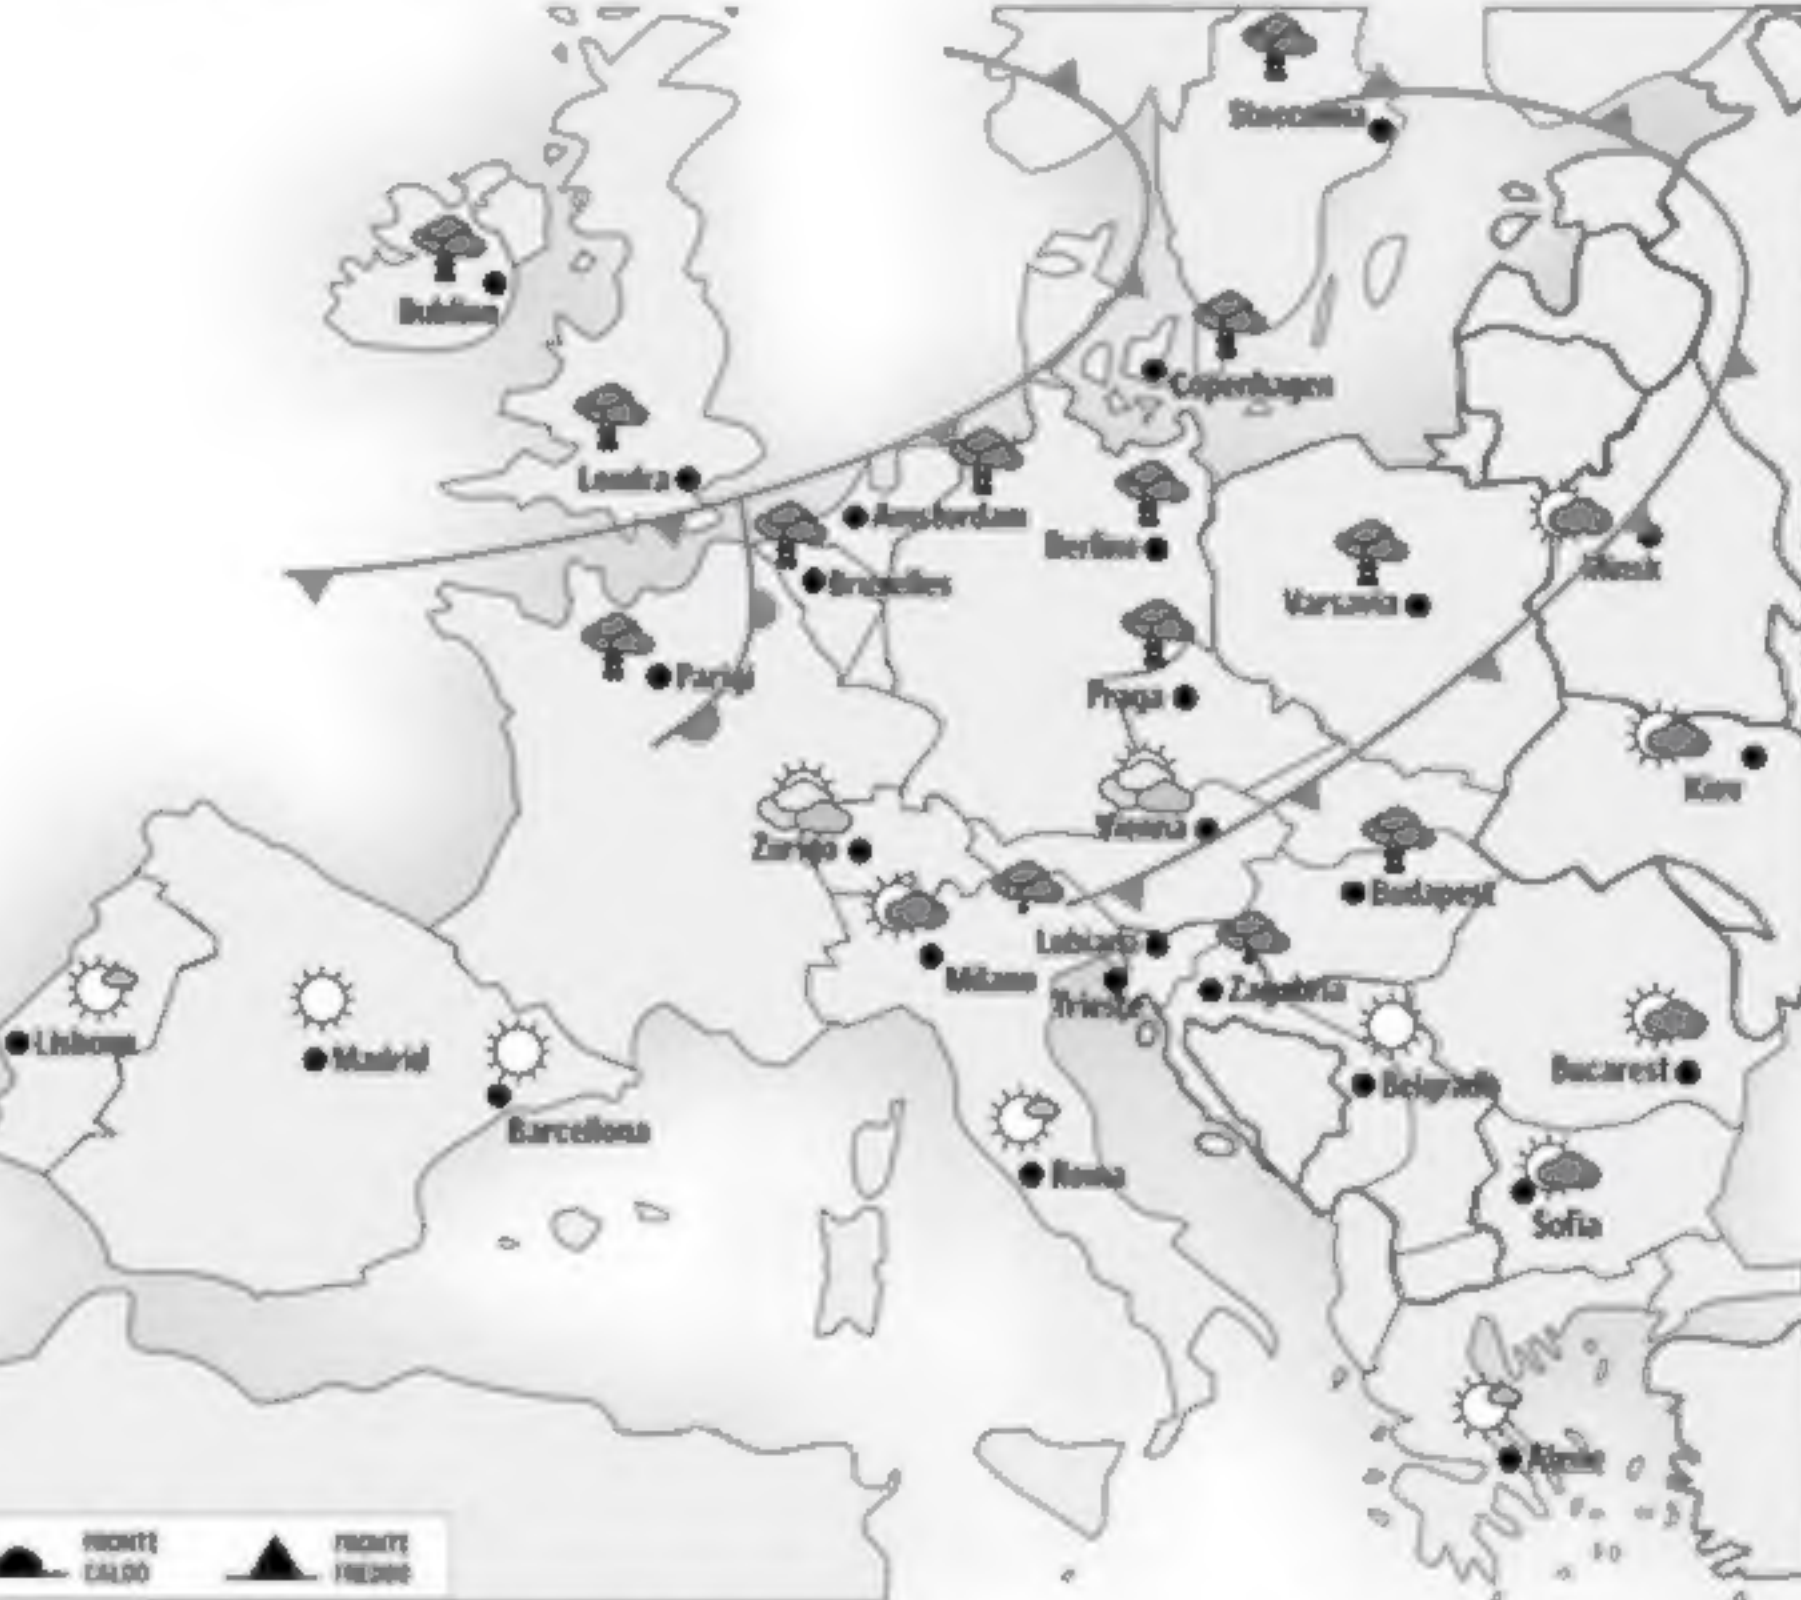 Stoccolma
Dublino
Copenhagen
Londra
Amsterdam
Berlino
Bruxelles
Minsk
Varsavia
Parigi
Praga
Kiev
Vienna
Zurigo
Budapest
Lubiana
Milano
Zagabria
Trieste
Lisbona
Madrid
Belgrado
Bucarest
Barcellona
Roma
Sofia
Atene
FRONTE
CALDO
FRONTE
FREDDO